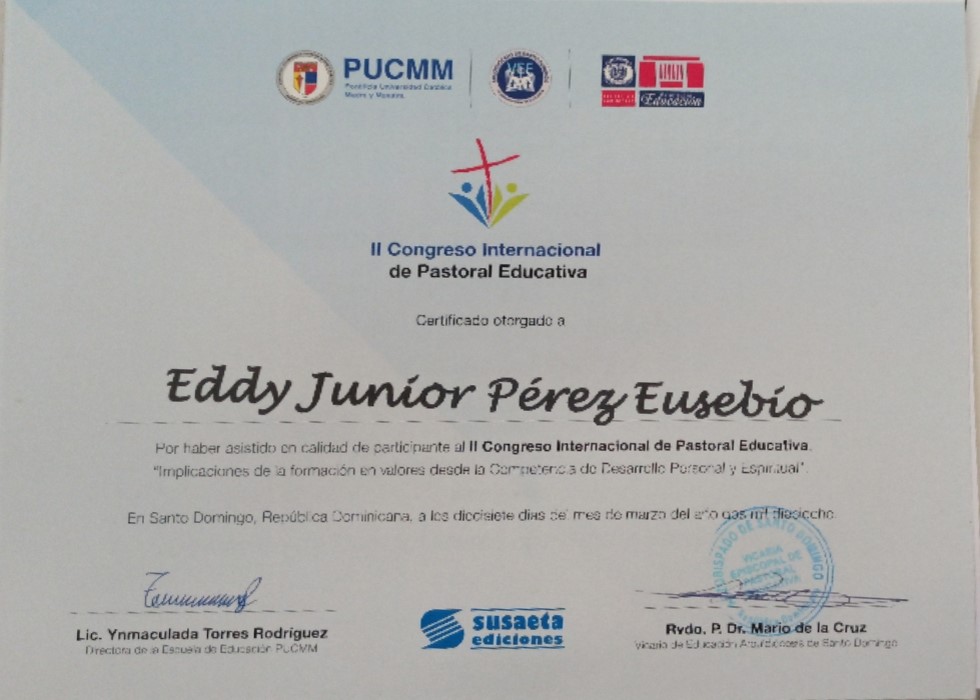 PUCMM
Pontificia Universidad Católica
Madre y Maestra
VEE
Educación
II Congreso Internacional
de Pastoral Educativa
Certificado otorgado a
Eddy Junior Pérez Eusebio
Por haber asistido en calidad de participante al II Congreso Internacional de Pastoral Educativa.
"Implicaciones de la formación en valores desde la Competencia de Desarrollo Personal y Espiritual".
En Santo Domingo, República Dominicana, a los diecisiete días del mes de marzo del año dos mil dieciocho.
ARZOBISPADO DE SANTO DOMINGO
VICARIA
EPISCOPAL DE
PASTORAL
Lic. Ynmaculada Torres Rodríguez
Directora de la Escuela de Educación PUCMM
susaeta
ediciones
Rvdo. P. Dr. Mario de la Cruz
Vicario de Educación Arquidiócesis de Santo Domingo